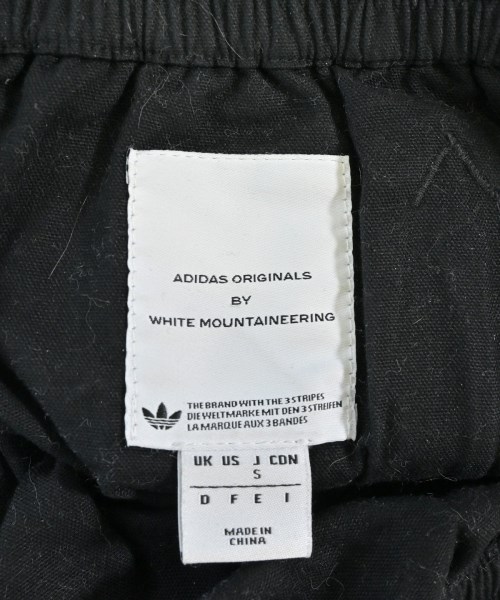 ADIDAS ORIGINALS
BY
WHITE MOUNTAINEERING
THE BRAND WITH THE 3 STRIPES
DIE WELTMARKE MIT DEN 3 STREIFEN
LA MARQUE AUX 3 BANDES
UK US J CDN
S
D F E I
MADE IN
CHINA